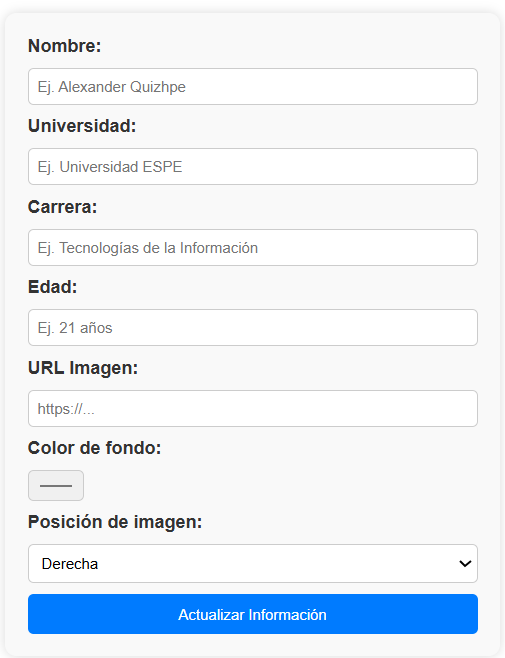 Nombre:
Ej. Alexander Quizhpe
Universidad:
Ej. Universidad ESPE
Carrera:
Ej. Tecnologías de la Información
Edad:
Ej. 21 años
URL Imagen:
https://...
Color de fondo:
Posición de imagen:
Derecha
Actualizar Información